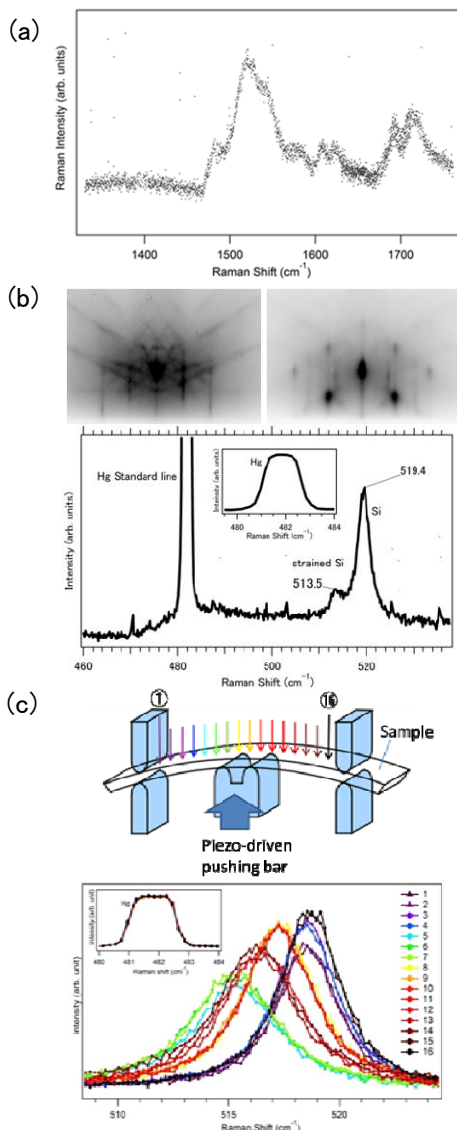 (a)
Raman Intensity (arb. units)
1400 1500 1600 1700
Raman Shift (cm-1)
(b)
Hg Standard line
Intensity (arb. units)
Hg
Intensity (arb. units)
480 482 484
Raman Shift (cm-1)
519.4
Si
strained Si
513.5
460 480 500 520
Raman Shift (cm-1)
(c)
① ⑯
Sample
Piezo-driven
pushing bar
Hg
intensity (arb. unit)
480 481 482 483 484
Raman shift (cm-1)
intensity (arb. units)
1
2
3
4
5
6
7
8
9
10
11
12
13
14
15
16
510 515 520
Raman Shift (cm-1)